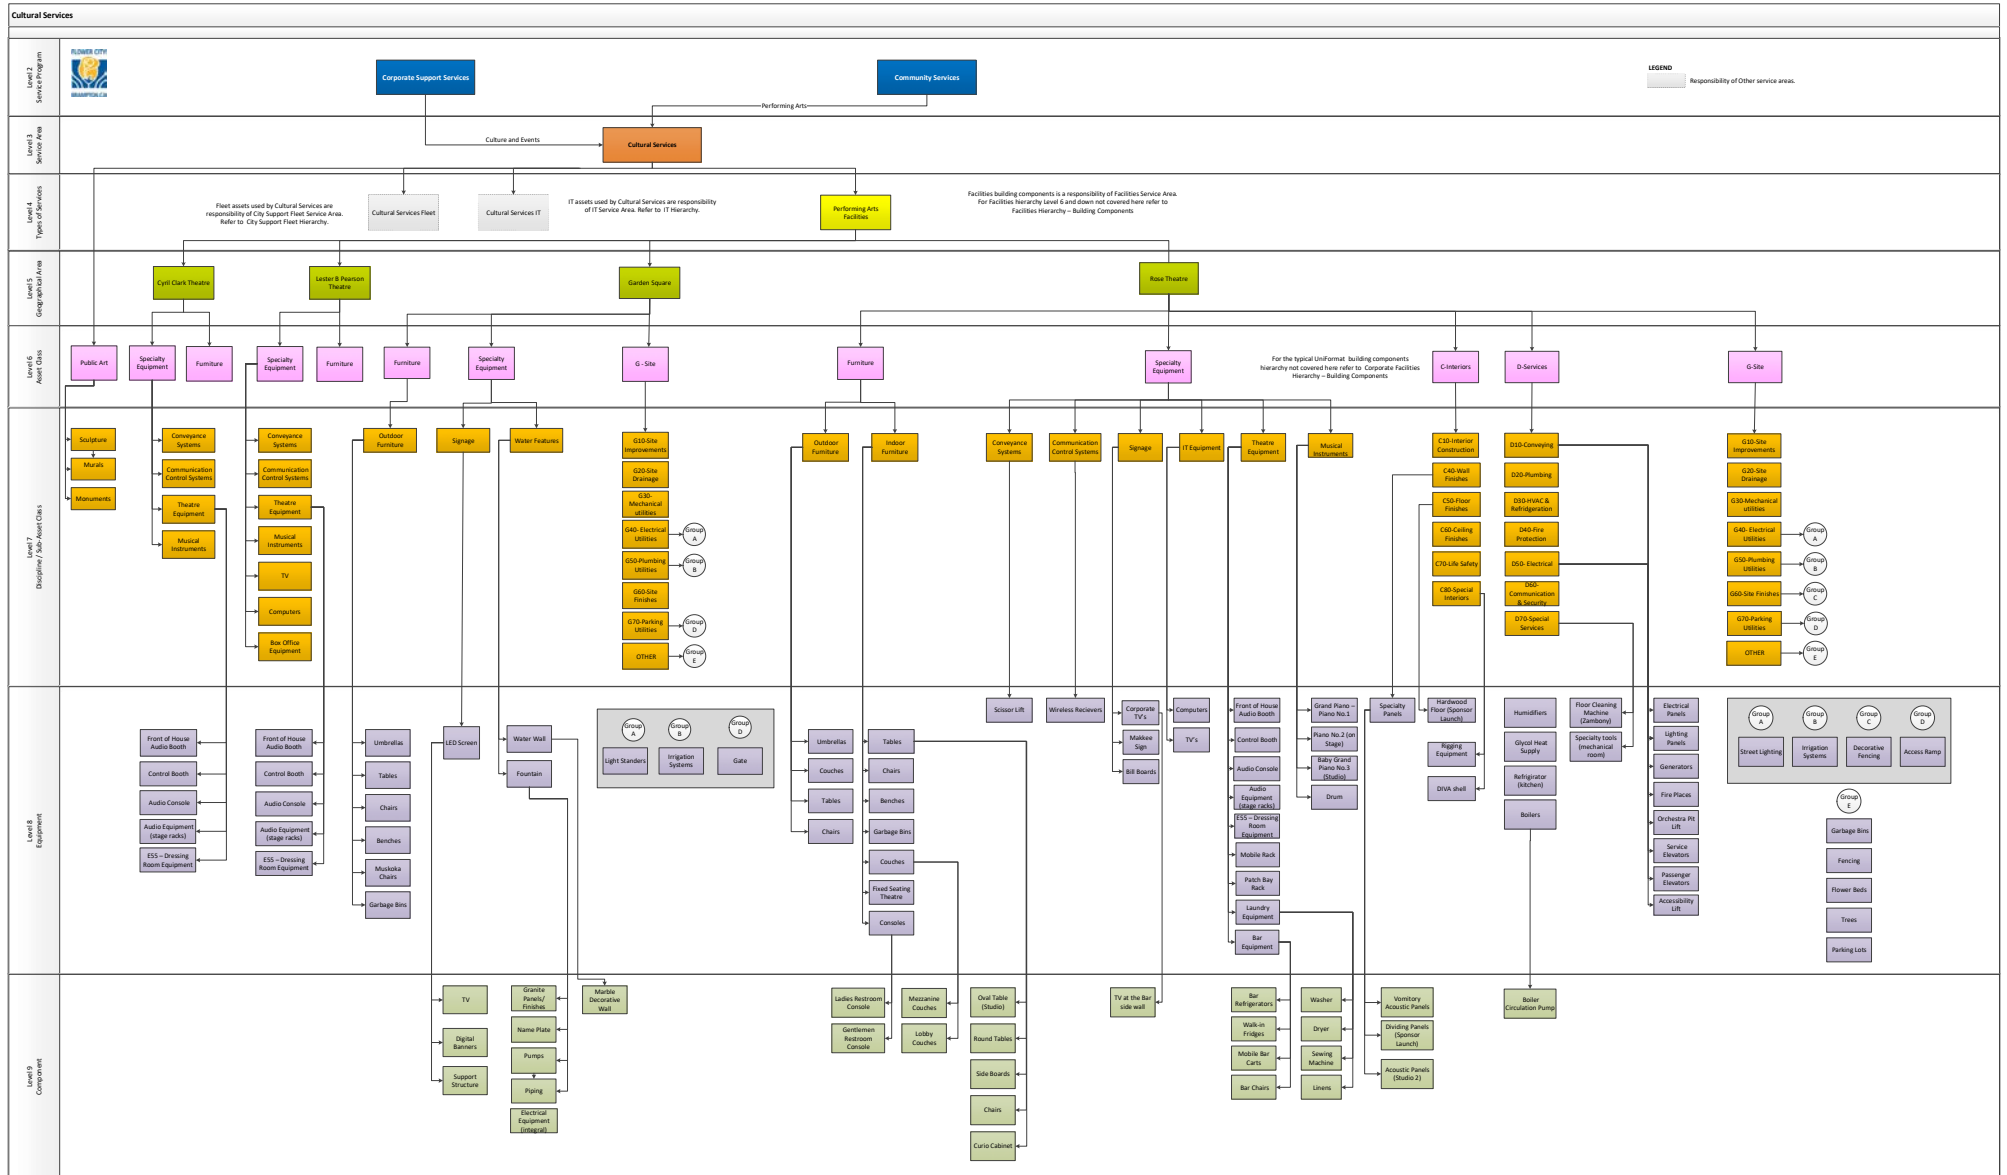 Cultural Services
Level 2
Service Program
FLOWER CITY
BRAMPTON.CA
Corporate Support Services
Community Services
LEGEND
Responsibility of Other service areas.
Performing Arts
Level 3
Service Area
Culture and Events
Cultural Services
Level 4
Types of Services
Fleet assets used by Cultural Services are
responsibility of City Support Fleet Service Area.
Refer to City Support Fleet Hierarchy.
Cultural Services Fleet
Cultural Services IT
IT assets used by Cultural Services are responsibility
of IT Service Area. Refer to IT Hierarchy.
Performing Arts
Facilities
Facilities building components is a responsibility of Facilities Service Area.
For Facilities hierarchy Level 6 and down not covered here refer to
Facilities Hierarchy – Building Components
Level 5
Geographical Area
Cyril Clark Theatre
Lester B Pearson
Theatre
Garden Square
Rose Theatre
Level 6
Asset Class
Public Art
Specialty
Equipment
Furniture
Specialty
Equipment
Furniture
Furniture
Specialty
Equipment
G - Site
Furniture
Specialty
Equipment
For the typical UniFormat building components
hierarchy not covered here refer to Corporate Facilities
Hierarchy – Building Components
C-Interiors
D-Services
G-Site
Level 7
Discipline / Sub-Asset Class
Sculpture
Murals
Monuments
Conveyance
Systems
Communication
Control Systems
Theatre
Equipment
Musical
Instruments
Conveyance
Systems
Communication
Control Systems
Theatre
Equipment
Musical
Instruments
TV
Computers
Box Office
Equipment
Outdoor
Furniture
Signage
Water Features
G10-Site
Improvements
G20-Site
Drainage
G30-
Mechanical
utilities
G40- Electrical
Utilities
Group
A
G50-Plumbing
Utilities
Group
B
G60-Site
Finishes
G70-Parking
Utilities
Group
D
OTHER
Group
E
Outdoor
Furniture
Indoor
Furniture
Conveyance
Systems
Communication
Control Systems
Signage
IT Equipment
Theatre
Equipment
Musical
Instruments
C10-Interior
Construction
C40-Wall
Finishes
C50-Floor
Finishes
C60-Ceiling
Finishes
C70-Life Safety
C80-Special
Interiors
D10-Conveying
D20-Plumbing
D30-HVAC &
Refridgeration
D40-Fire
Protection
D50- Electrical
D60-
Communication
& Security
D70-Special
Services
G10-Site
Improvements
G20-Site
Drainage
G30-Mechanical
utilities
G40- Electrical
Utilities
Group
A
G50-Plumbing
Utilities
Group
B
G60-Site Finishes
Group
C
G70-Parking
Utilities
Group
D
OTHER
Group
E
Level 8
Equipment
Front of House
Audio Booth
Control Booth
Audio Console
Audio Equipment
(stage racks)
E55 – Dressing
Room Equipment
Front of House
Audio Booth
Control Booth
Audio Console
Audio Equipment
(stage racks)
E55 – Dressing
Room Equipment
Umbrellas
Tables
Chairs
Benches
Muskoka
Chairs
Garbage Bins
LED Screen
Water Wall
Fountain
Group
A
Group
B
Group
D
Light Standers
Irrigation
Systems
Gate
Umbrellas
Couches
Tables
Chairs
Tables
Chairs
Benches
Garbage Bins
Couches
Fixed Seating
Theatre
Consoles
Scissor Lift
Wireless Recievers
Corporate
TV's
Makkee
Sign
Bill Boards
Computers
TV's
Front of House
Audio Booth
Control Booth
Audio Console
Audio
Equipment
(stage racks)
E55 – Dressing
Room
Equipment
Mobile Rack
Patch Bay
Rack
Laundry
Equipment
Bar
Equipment
Grand Piano –
Piano No.1
Piano No.2 (on
Stage)
Baby Grand
Piano No.3
(Studio)
Drum
Specialty
Panels
Hardwood
Floor (Sponsor
Launch)
Rigging
Equipment
DIVA shell
Humidifiers
Glycol Heat
Supply
Refrigirator
(kitchen)
Boilers
Floor Cleaning
Machine
(Zambony)
Specialty tools
(mechanical
room)
Electrical
Panels
Lighting
Panels
Generators
Fire Places
Orchestra Pit
Lift
Service
Elevators
Passenger
Elevators
Accessibility
Lift
Group
A
Group
B
Group
C
Group
D
Street Lighting
Irrigation
Systems
Decorative
Fencing
Access Ramp
Group
E
Garbage Bins
Fencing
Flower Beds
Trees
Parking Lots
Level 9
Component
TV
Digital
Banners
Support
Structure
Granite
Panels/
Finishes
Name Plate
Pumps
Piping
Electrical
Equipment
(integral)
Marble
Decorative
Wall
Ladies Restroom
Console
Gentlemen
Restroom
Console
Mezzanine
Couches
Lobby
Couches
Oval Table
(Studio)
Round Tables
Side Boards
Chairs
Curio Cabinet
TV at the Bar
side wall
Bar
Refrigerators
Walk-in
Fridges
Mobile Bar
Carts
Bar Chairs
Washer
Dryer
Sewing
Machine
Linens
Vomitory
Acoustic Panels
Dividing Panels
(Sponsor
Launch)
Acoustic Panels
(Studio 2)
Boiler
Circulation Pump